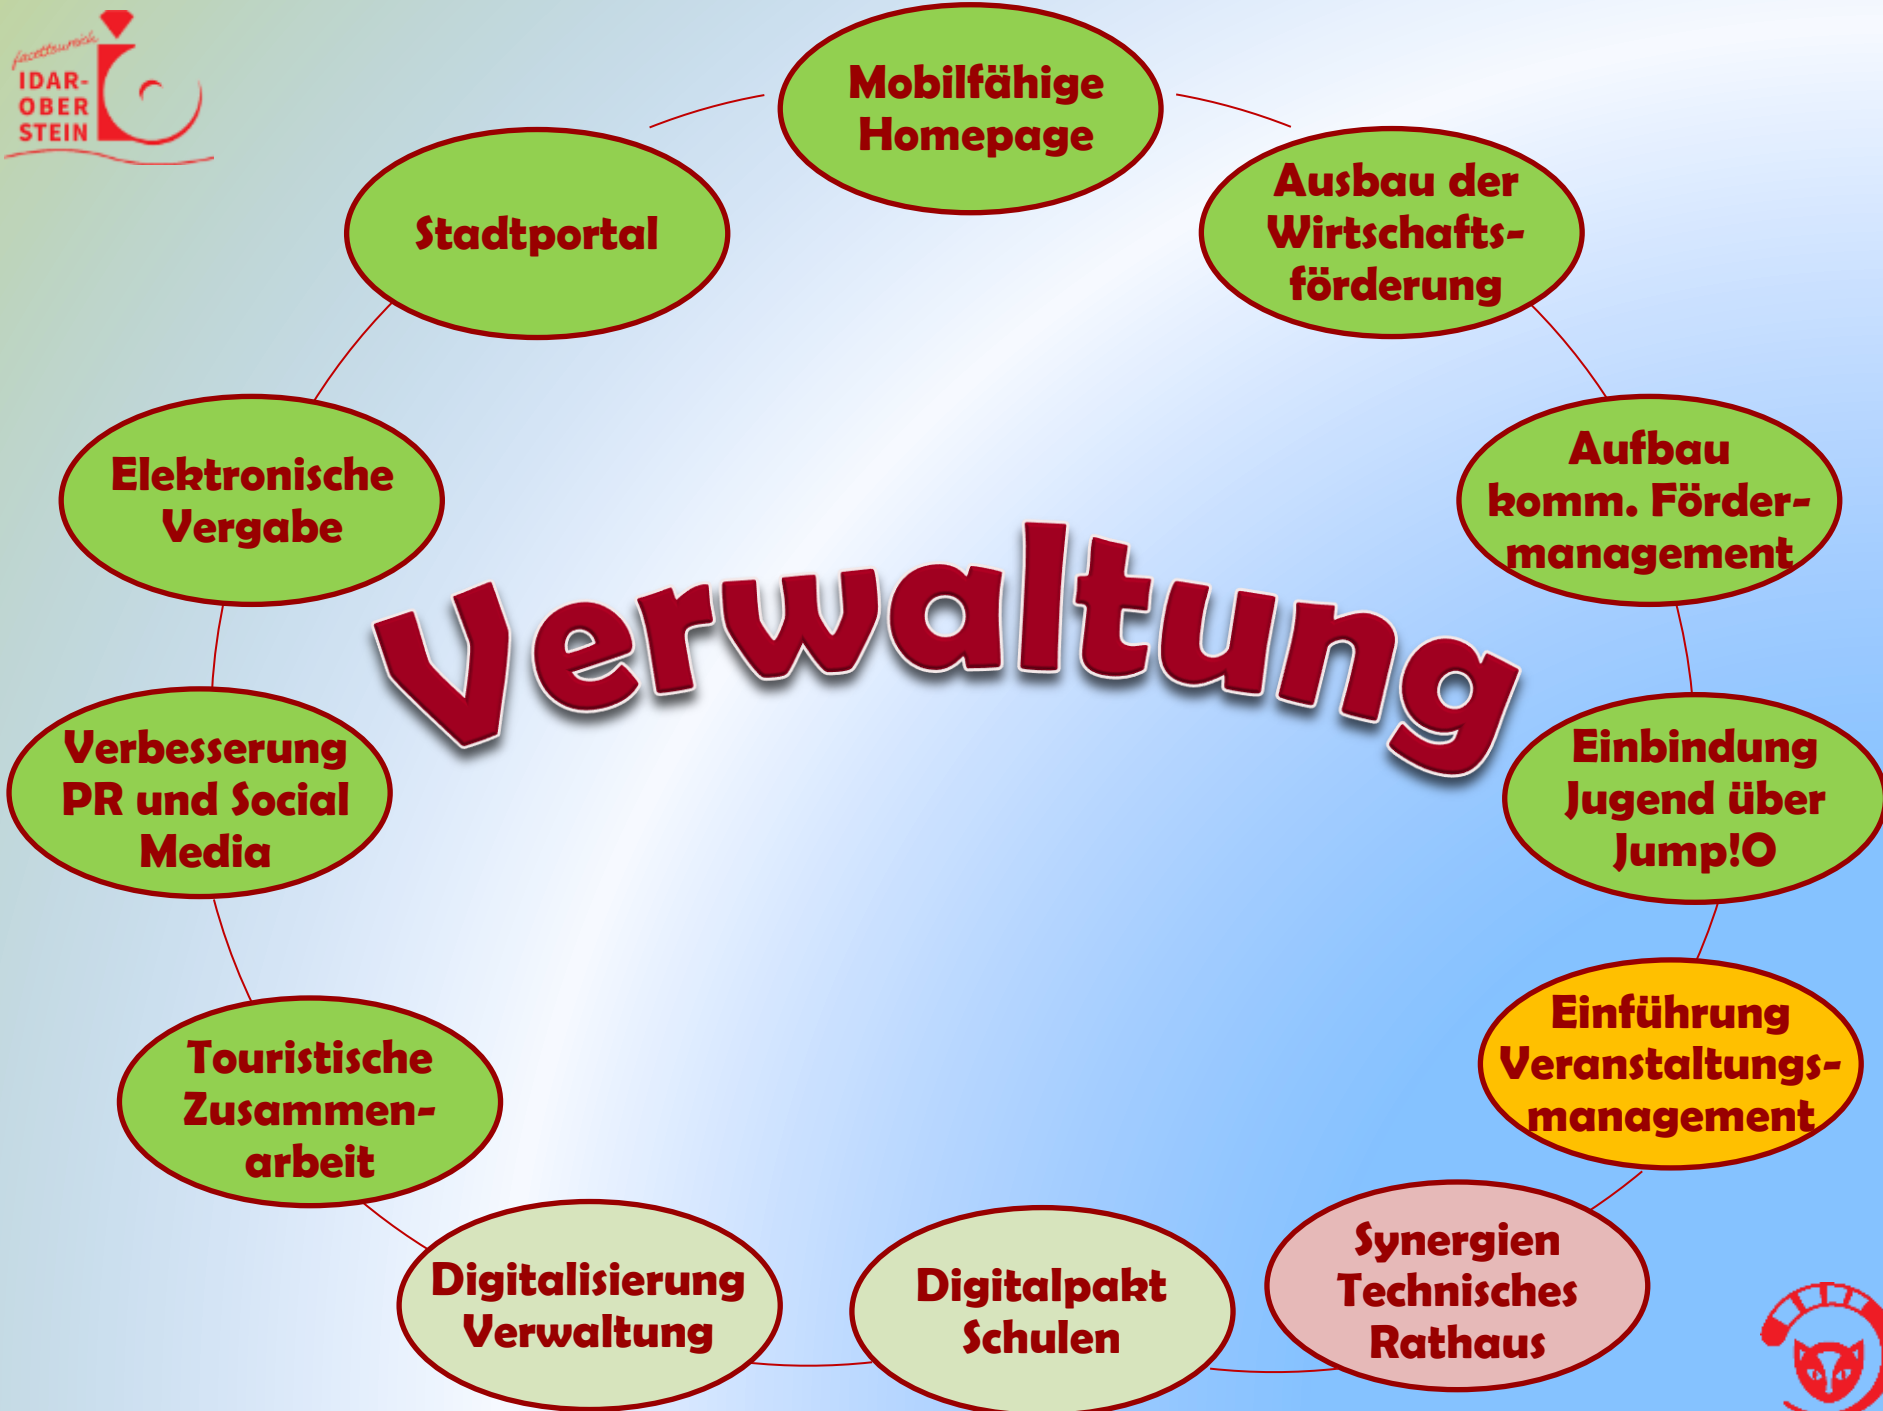 facettenreich
IDAR-
OBER
STEIN
Mobilfähige
Homepage
Ausbau der
Wirtschafts-
förderung
Aufbau
komm. Förder-
management
Einbindung
Jugend über
Jump!O
Einführung
Veranstaltungs-
management
Synergien
Technisches
Rathaus
Digitalpakt
Schulen
Digitalisierung
Verwaltung
Touristische
Zusammen-
arbeit
Verbesserung
PR und Social
Media
Elektronische
Vergabe
Stadtportal
Verwaltung